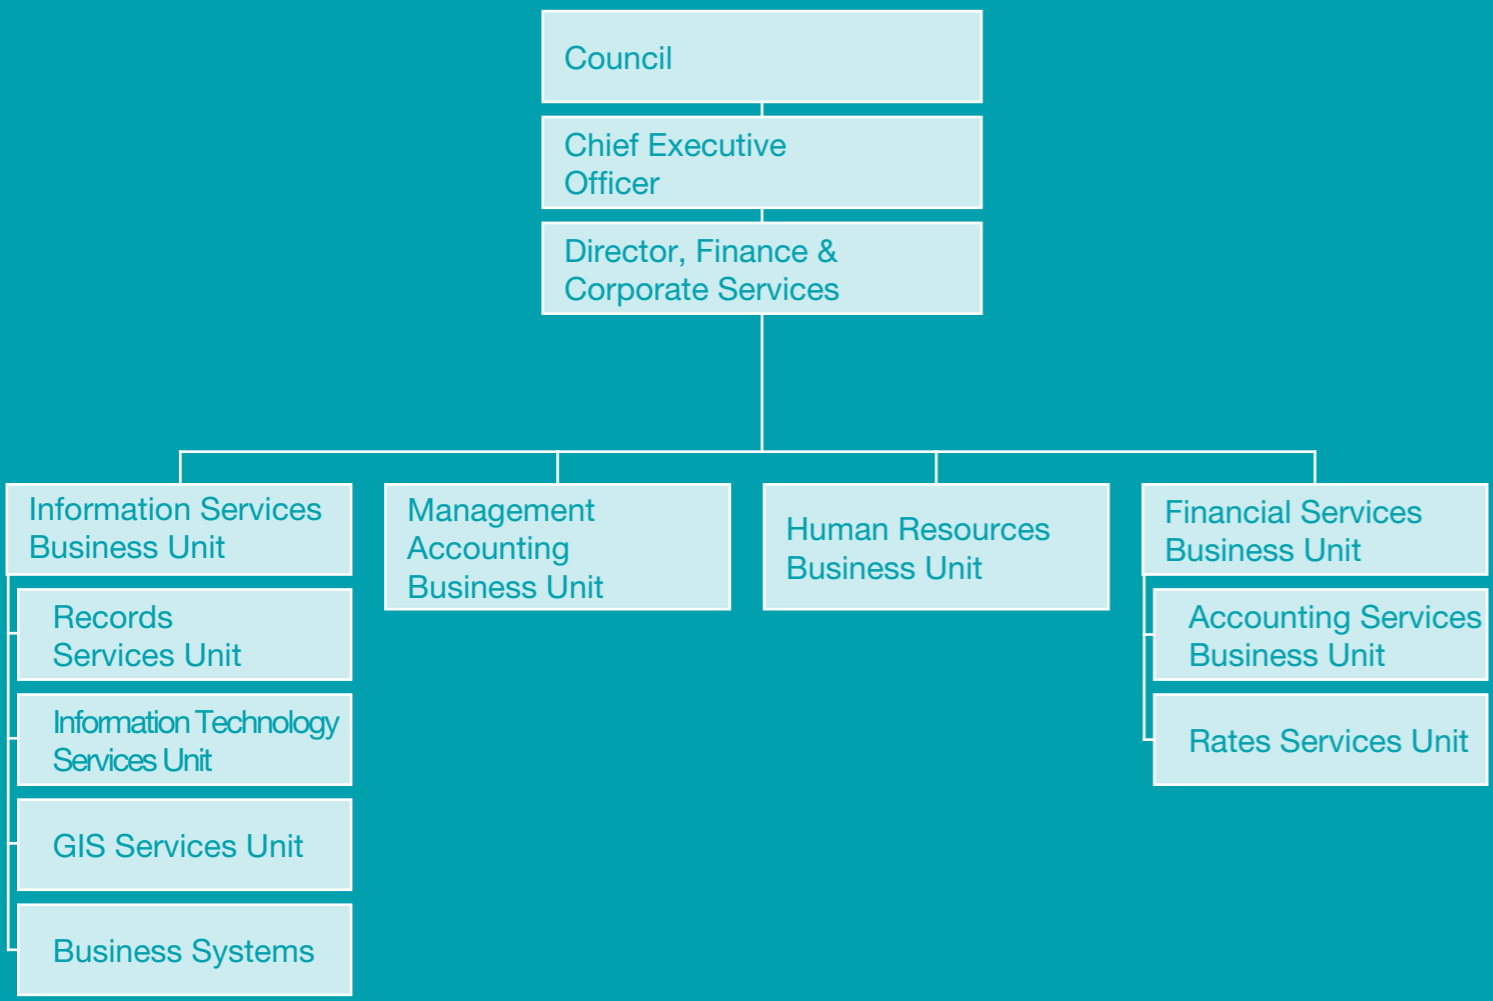 Council
Chief Executive
Officer
Director, Finance &
Corporate Services
Information Services
Business Unit
Records
Services Unit
Information Technology
Services Unit
GIS Services Unit
Business Systems
Management
Accounting
Business Unit
Human Resources
Business Unit
Financial Services
Business Unit
Accounting Services
Business Unit
Rates Services Unit